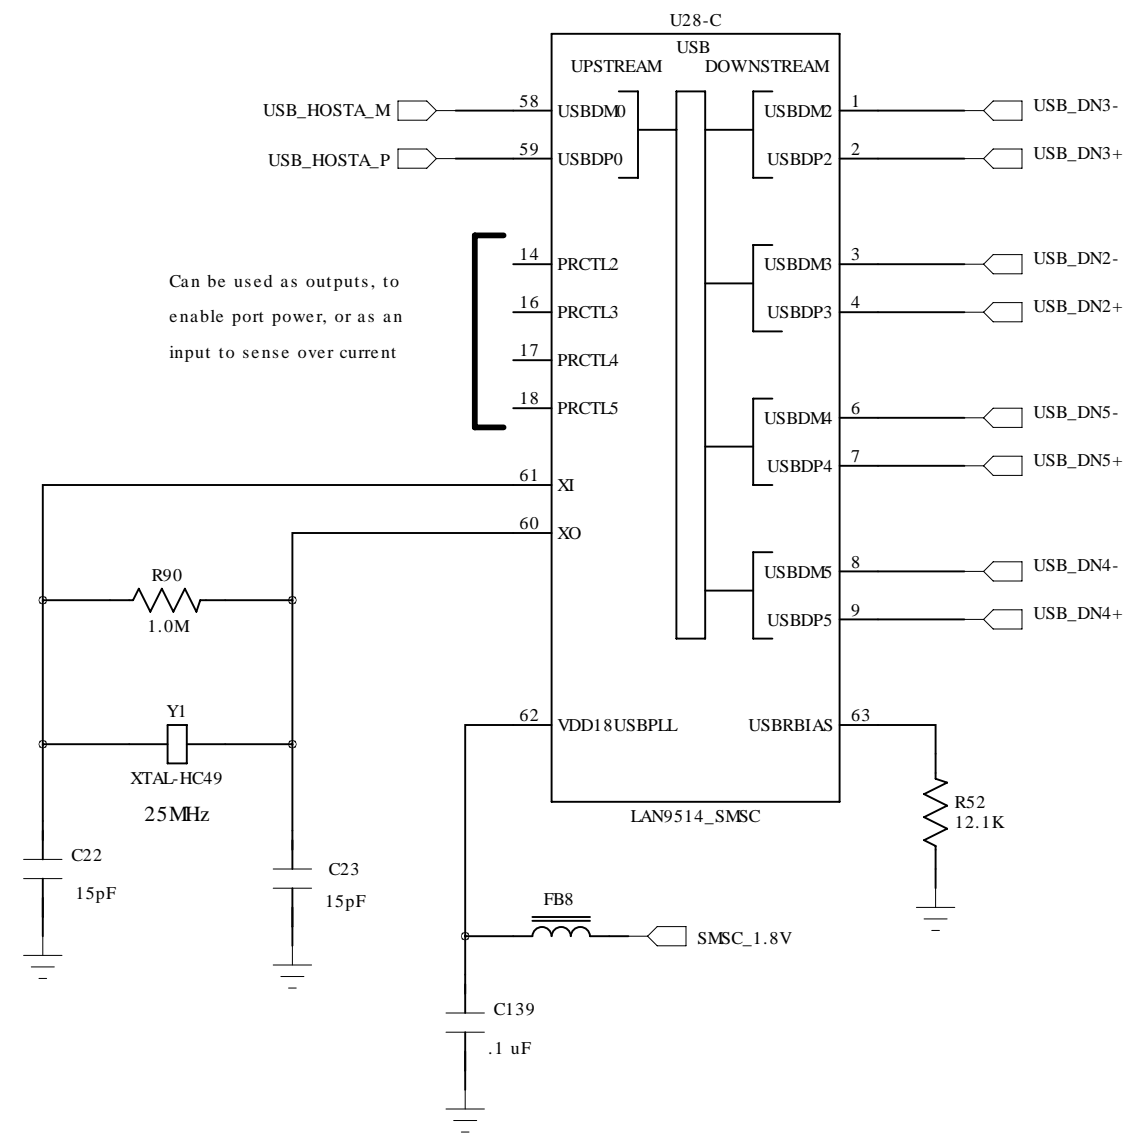 U28-C
USB
UPSTREAM DOWNSTREAM
USB_HOSTA_M 58 USBDM0 USBDM2 1 USB_DN3-
USB_HOSTA_P 59 USBDP0 USBDP2 2 USB_DN3+
14 PRCTL2 USBDM3 3 USB_DN2-
Can be used as outputs, to
enable port power, or as an
input to sense over current
16 PRCTL3 USBDP3 4 USB_DN2+
17 PRCTL4
18 PRCTL5 USBDM4 6 USB_DN5-
USBDP4 7 USB_DN5+
61 XI
60 XO
USBDM5 8 USB_DN4-
USBDP5 9 USB_DN4+
R90
1.0M
Y1
XTAL-HC49
25MHz
62 VDD18USBPLL USBRBIAS 63
R52
12.1K
LAN9514_SMSC
C22
15pF
C23
15pF
FB8
SMSC_1.8V
C139
.1 uF